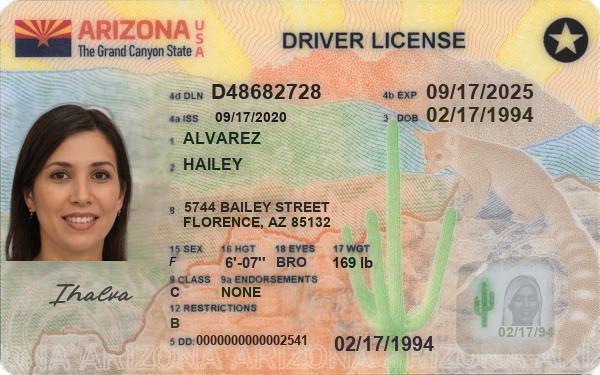 ARIZONA USA
The Grand Canyon State
DRIVER LICENSE
4d DLN D48682728 4b EXP 09/17/2025
4a ISS 09/17/2020 3 DOB 02/17/1994
1 ALVAREZ
2 HAILEY
8 5744 BAILEY STREET
FLORENCE, AZ 85132
15 SEX 16 HGT 18 EYES 17 WGT
F 6'-07" BRO 169 lb
9 CLASS 9a ENDORSEMENTS
C NONE
12 RESTRICTIONS
B
Ihalva
02/17/94
5 DD: 0000000000002541 02/17/1994
ARIZONA ARIZONA ARIZONA ARIZONA